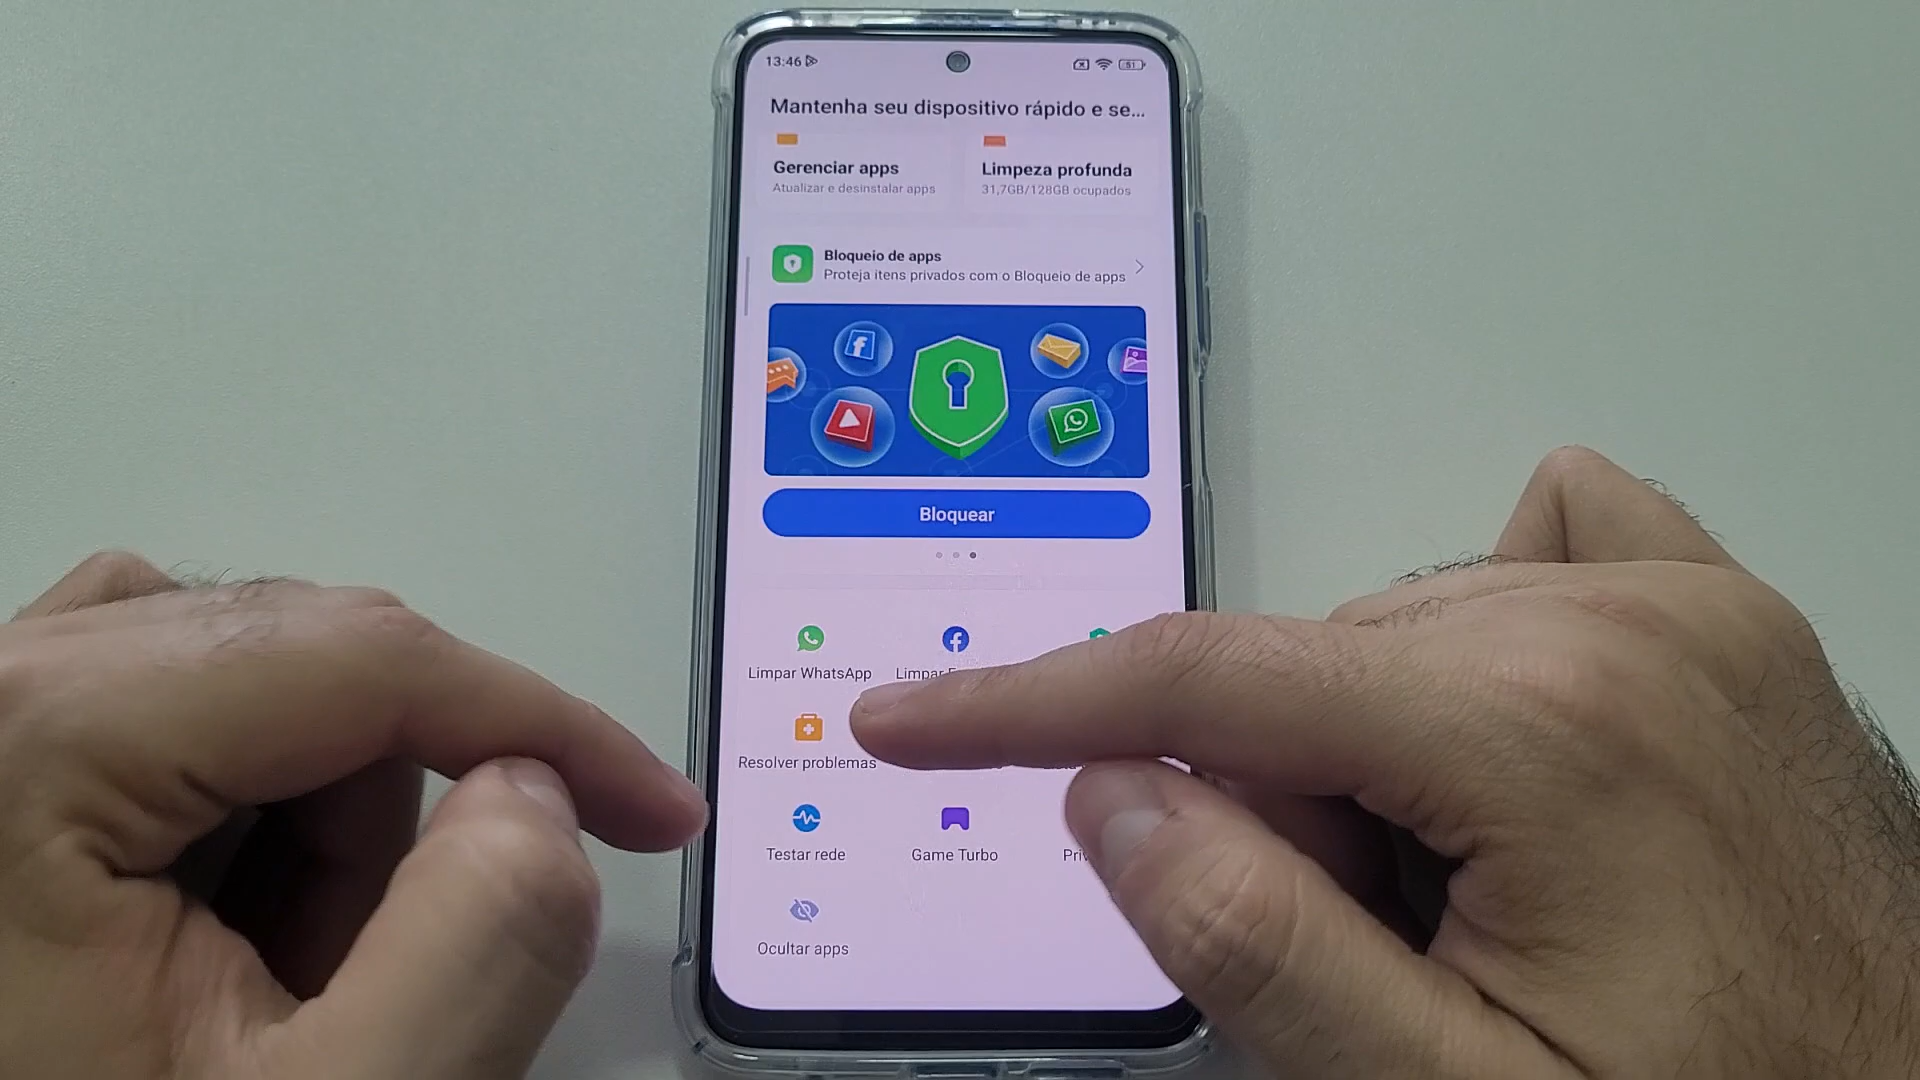 13:46
51
Mantenha seu dispositivo rápido e se...
Gerenciar apps
Atualizar e desinstalar apps
Limpeza profunda
31,7GB/128GB ocupados
Bloqueio de apps
Proteja itens privados com o Bloqueio de apps
Bloquear
Limpar WhatsApp
Limpar
Resolver problemas
Testar rede
Game Turbo
Ocultar apps